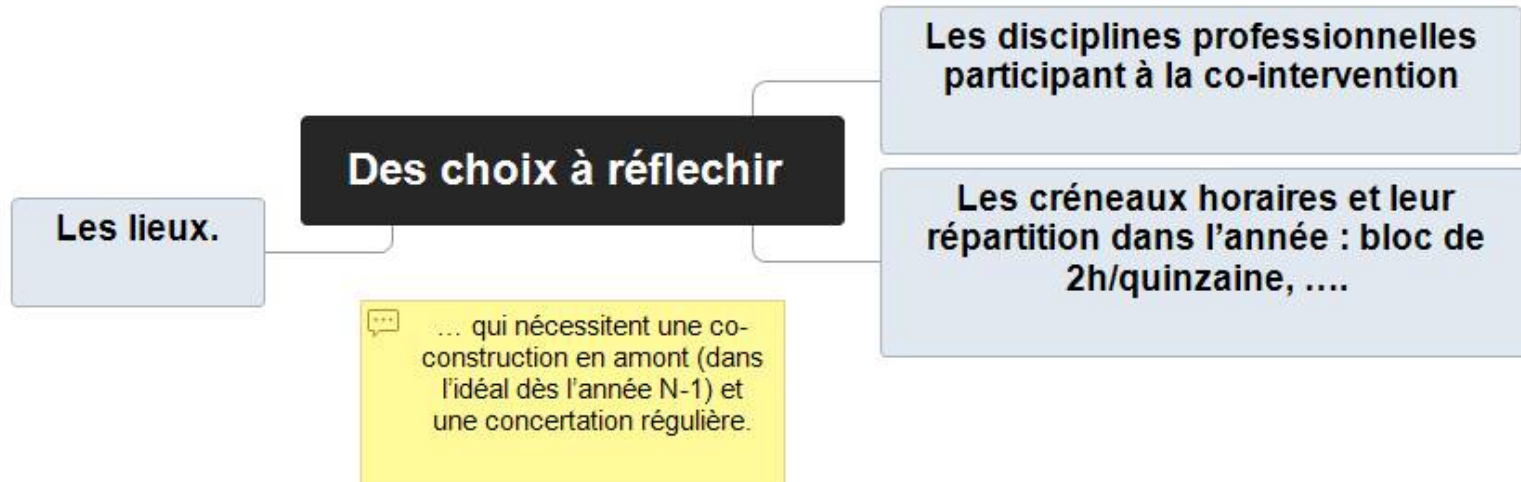 Les disciplines professionnelles
participant à la co-intervention
Des choix à réflechir
Les lieux.
Les créneaux horaires et leur
répartition dans l’année : bloc de
2h/quinzaine, ….
… qui nécessitent une co-
construction en amont (dans
l’idéal dès l’année N-1) et
une concertation régulière.